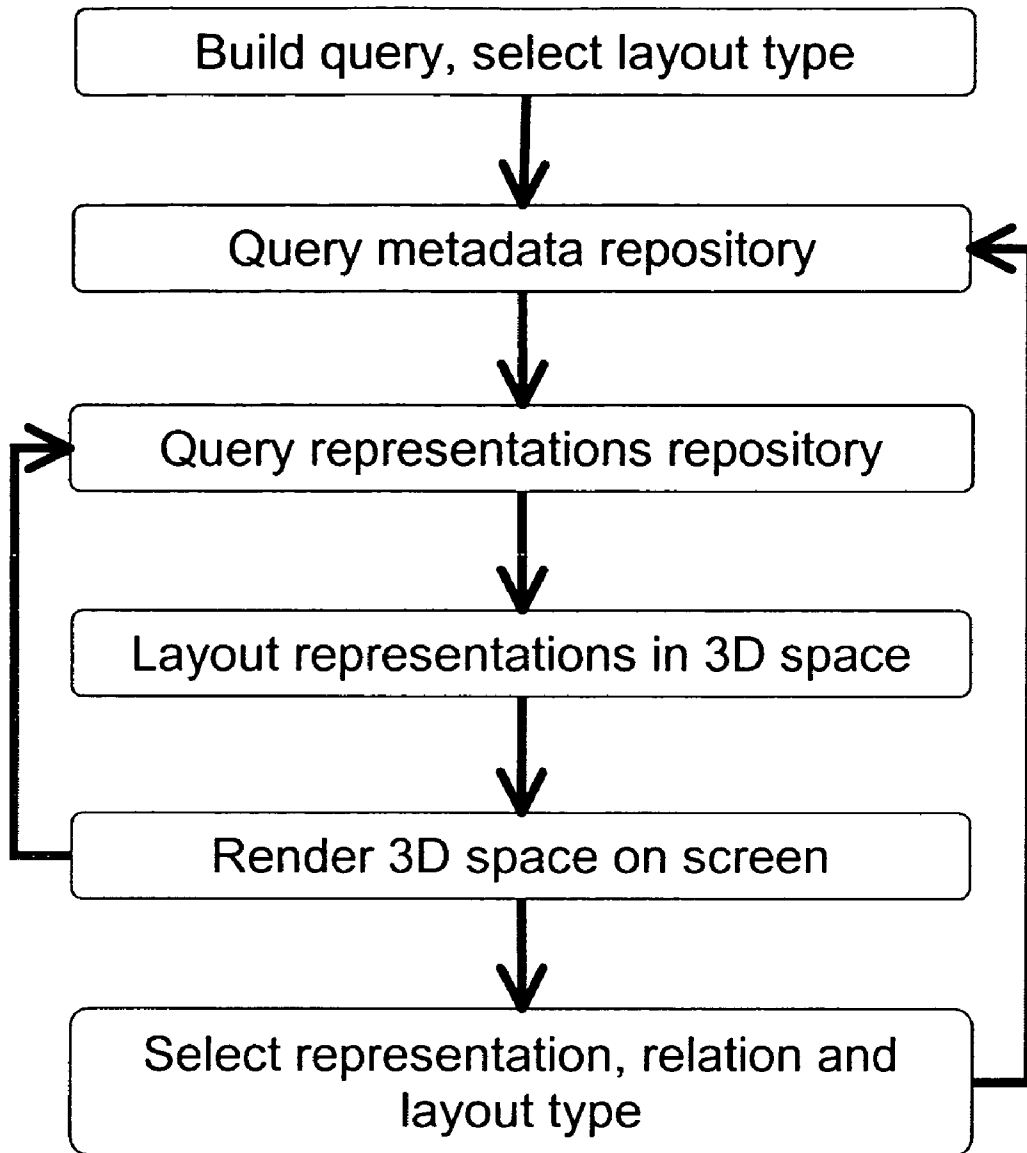 Build query, select layout type
Query metadata repository
Query representations repository
Layout representations in 3D space
Render 3D space on screen
Select representation, relation and
layout type